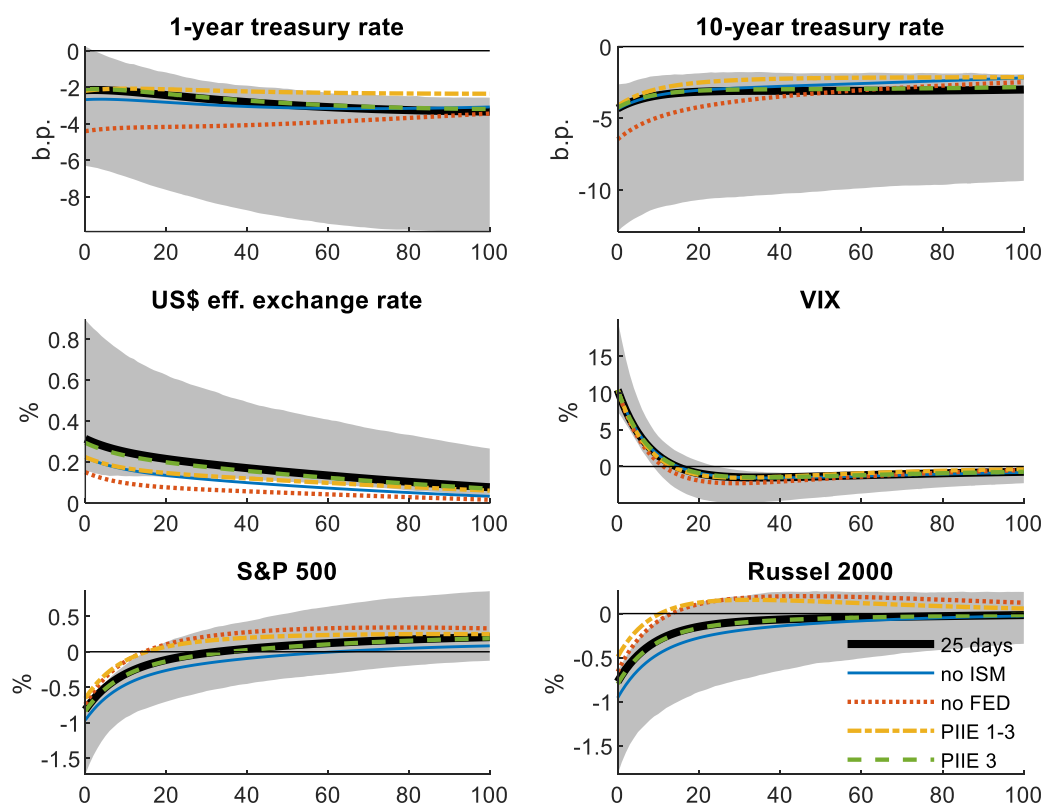 1-year treasury rate
0
-2
-4
-6
-8
b.p.
0 20 40 60 80 100
10-year treasury rate
0
-5
-10
b.p.
0 20 40 60 80 100
US$ eff. exchange rate
0.8
0.6
0.4
0.2
0
%
0 20 40 60 80 100
VIX
15
10
5
0
%
0 20 40 60 80 100
S&P 500
0.5
0
-0.5
-1
-1.5
%
0 20 40 60 80 100
Russel 2000
0
-0.5
-1
-1.5
%
25 days
no ISM
no FED
PIIE 1-3
PIIE 3
0 20 40 60 80 100